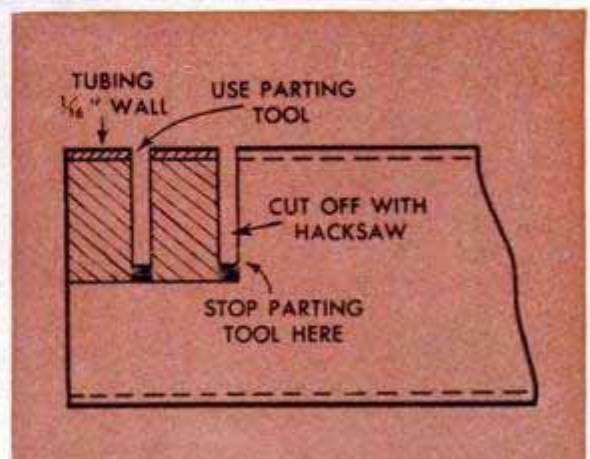 TUBING
1/16" WALL
USE PARTING
TOOL
CUT OFF WITH
HACKSAW
STOP PARTING
TOOL HERE